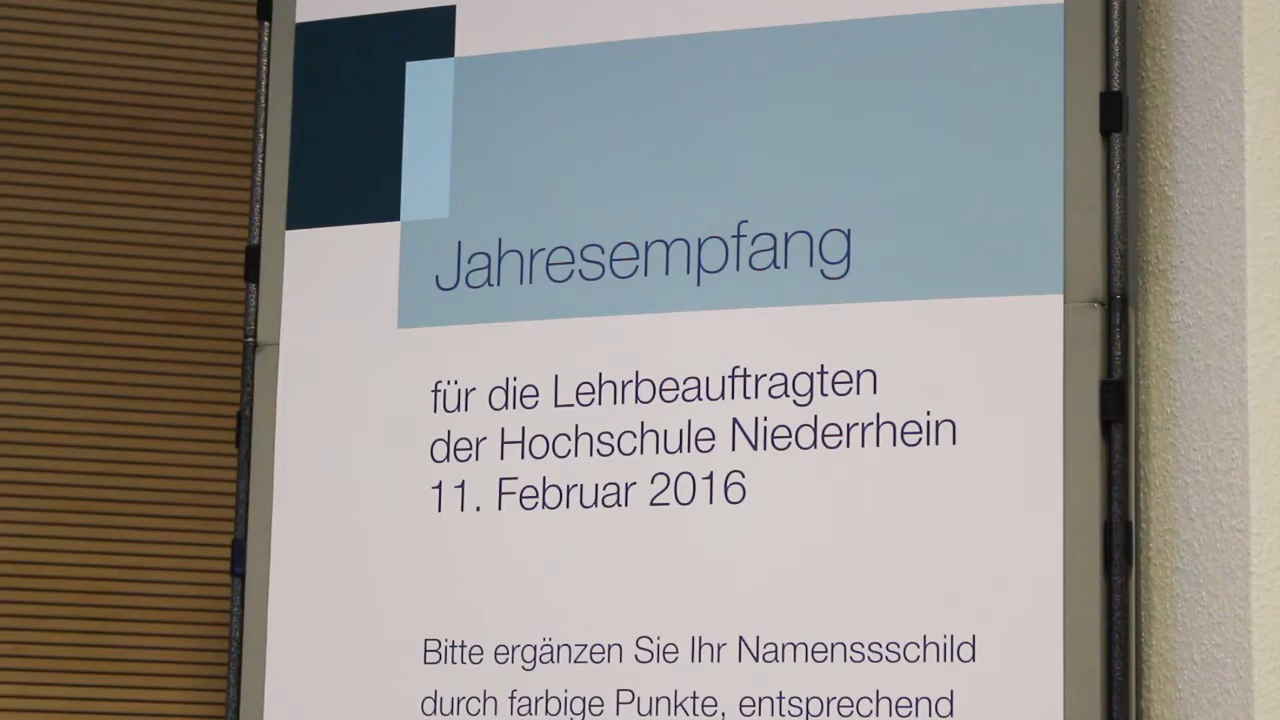 Jahresempfang
für die Lehrbeauftragten
der Hochschule Niederrhein
11. Februar 2016
Bitte ergänzen Sie Ihr Namenssschild
durch farbige Punkte, entsprechend